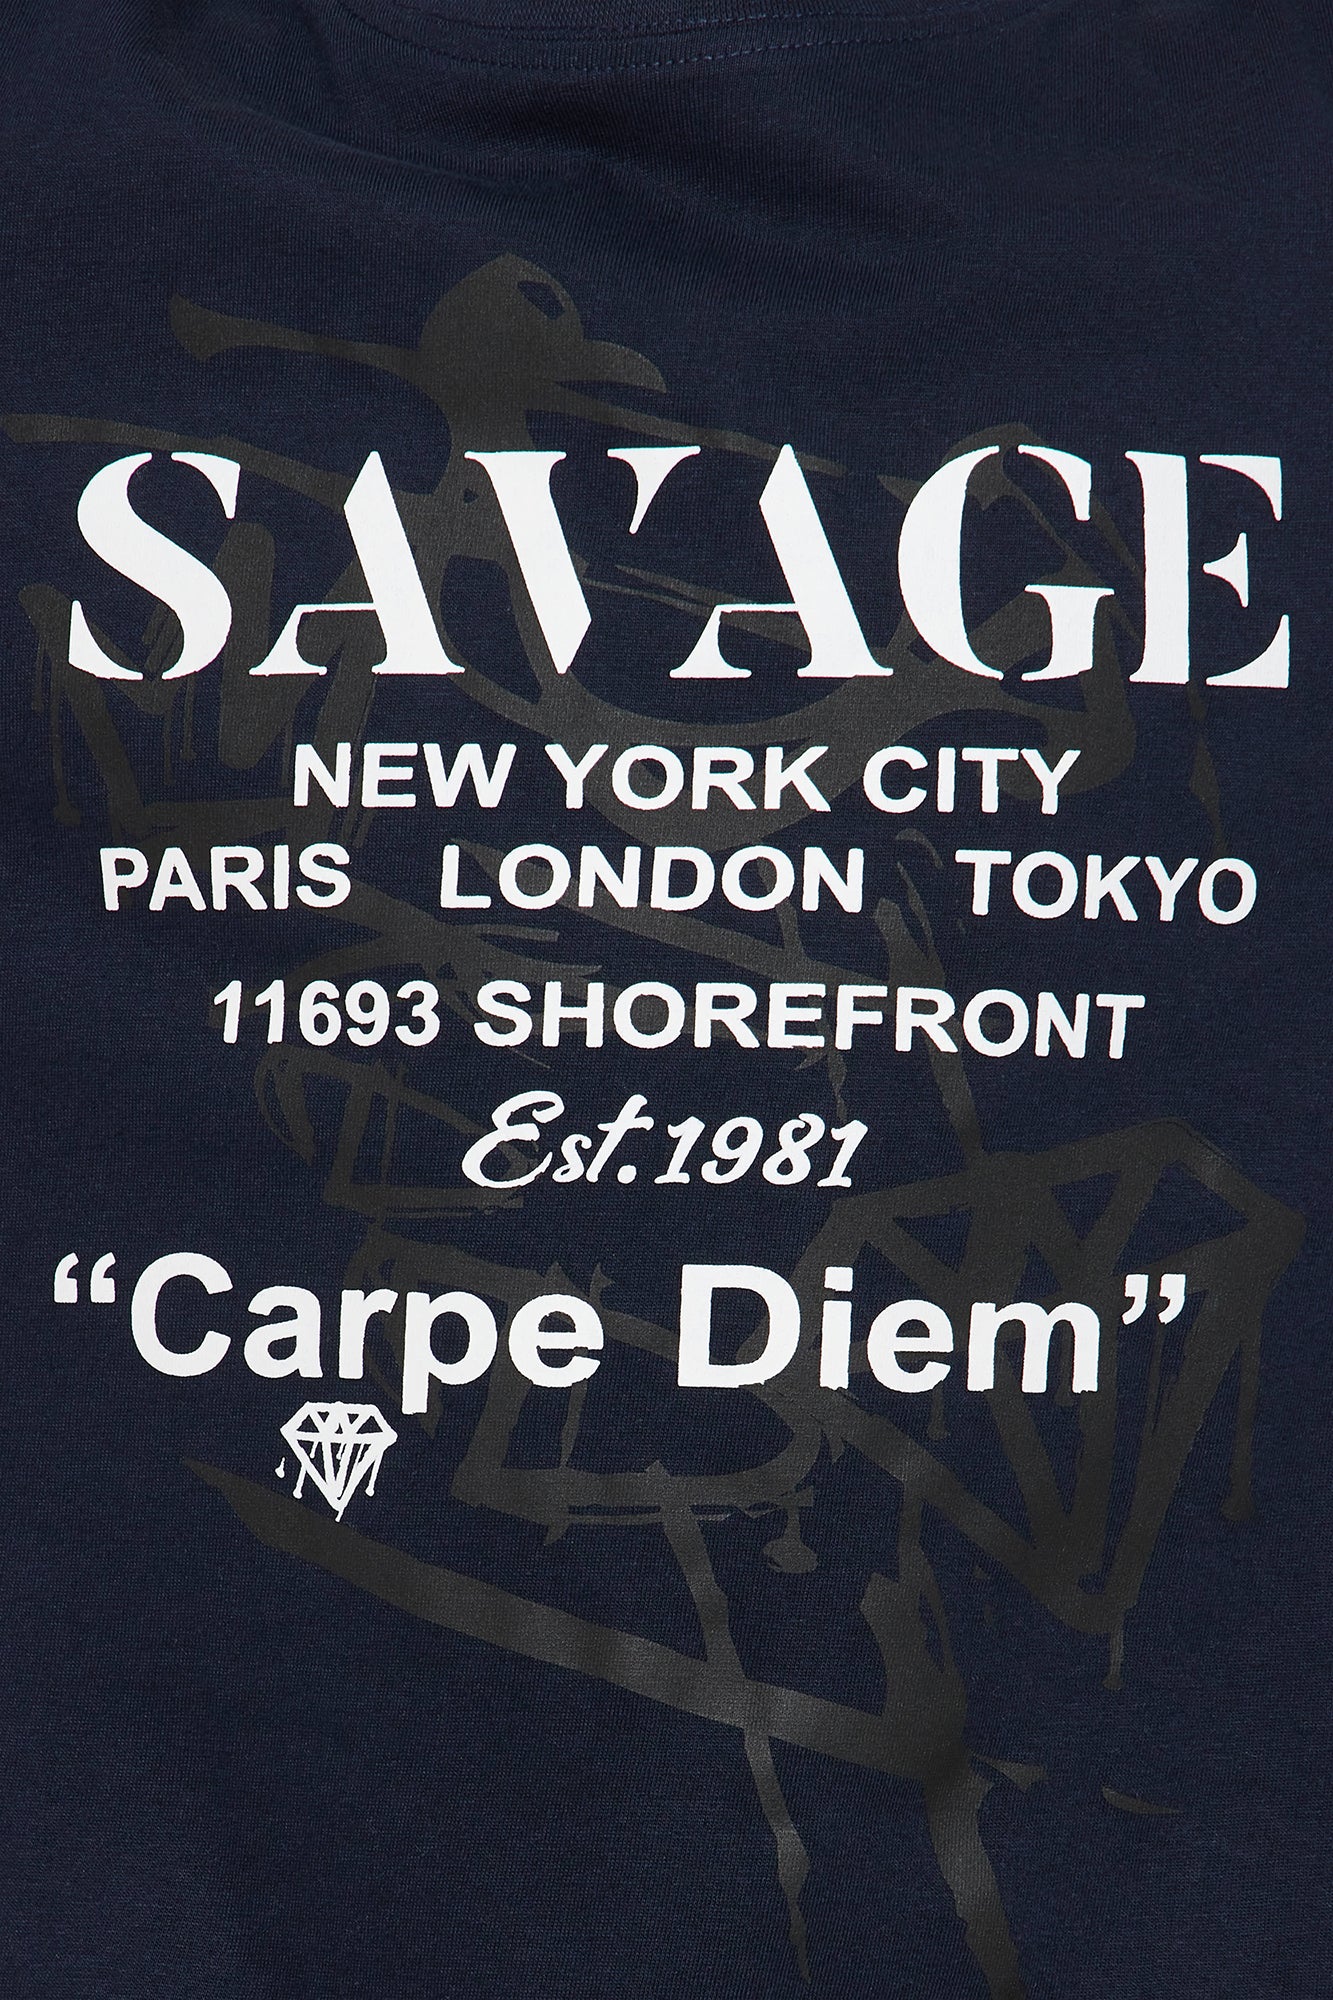 SAVAGE
NEW YORK CITY
PARIS LONDON TOKYO
11693 SHOREFRONT
Est.1981
“Carpe Diem”